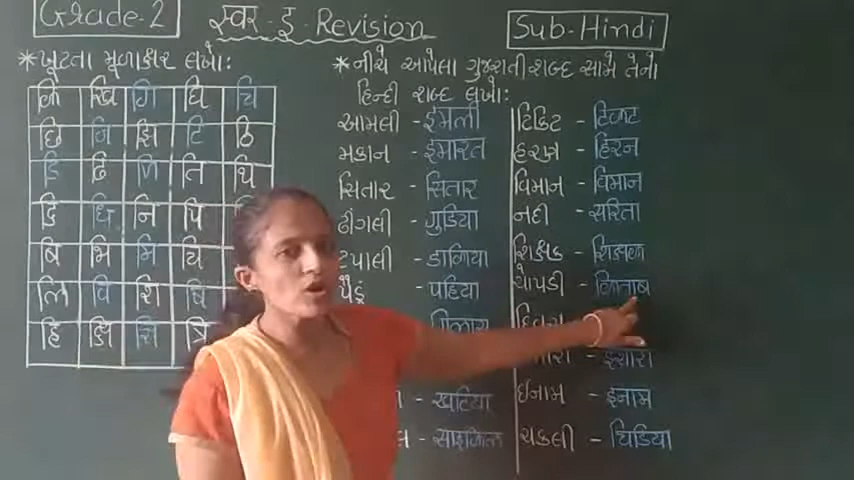 Grade-2
स्वर - इ - Revision
Sub-Hindi
*ખૂટતા મૂળાક્ષર લખો:
कि खि गि घि चि
छि जि झि टि ठि
डि ढि णि ति थि
दि धि नि पि
बि भि मि यि
लि वि शि षि
हि क्षि सि त्रि
*નીચે આપેલા ગુજરાતી શબ્દ સામે તેનો
હિન્દી શબ્દ લખો:
આમલી - इमली
મકાન - इमारत
સિતાર - सितार
ઢીંગલી - गुडिया
ટપાલી - डाकिया
પૈડું - पहिया
गिलास
- खटिया
લ - साइकिल
ટિકિટ - टिकट
હરણ - हिरन
વિમાન - विमान
નદી - सरिता
શિક્ષક - शिक्षक
ચોપડી - किताब
इशारा
ઈનામ - इनाम
ચકલી - चिडिया